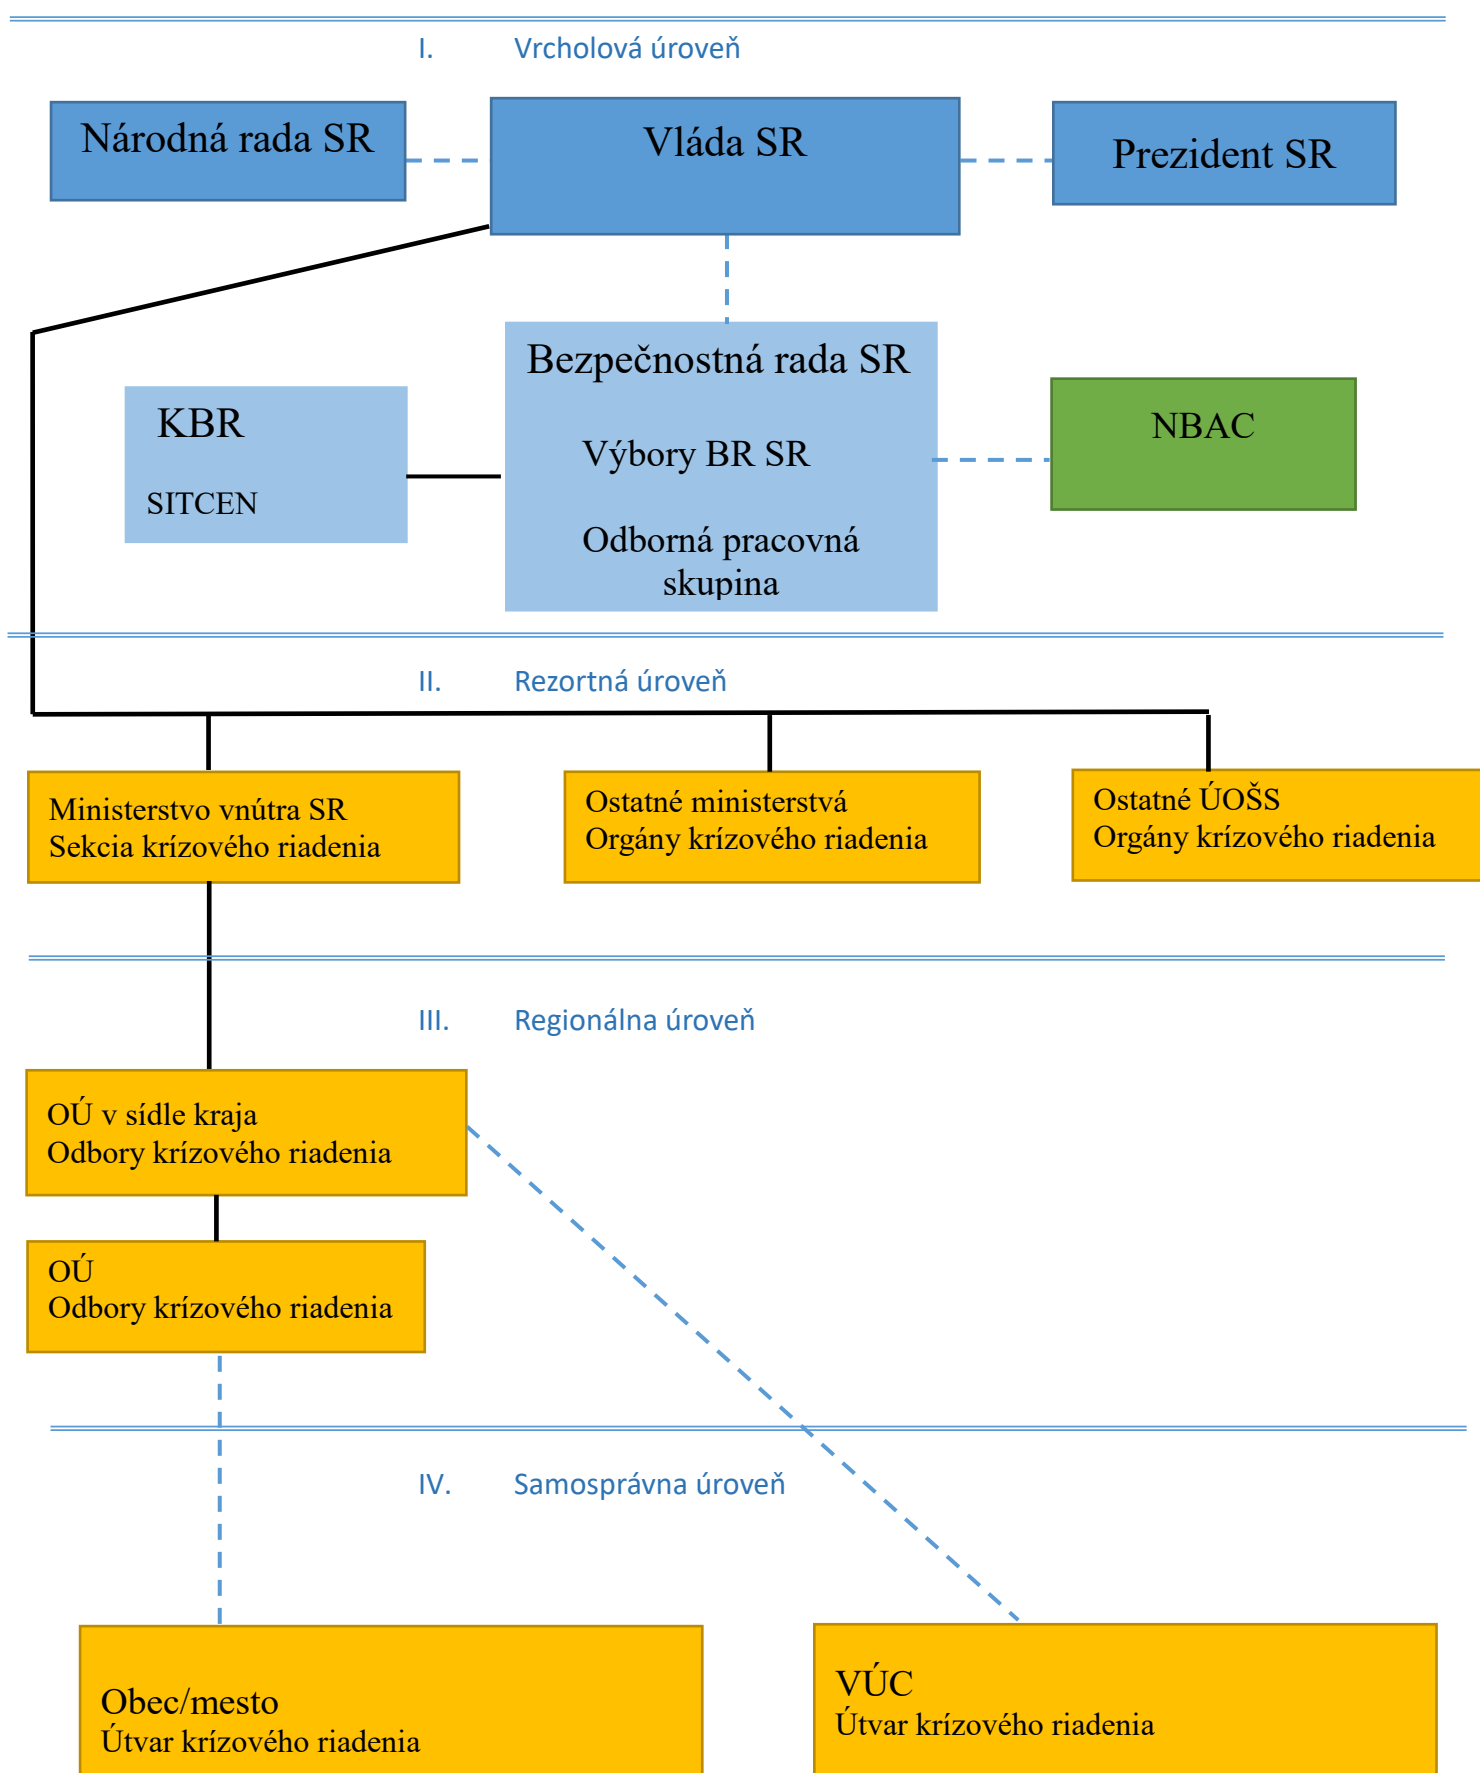 I. Vrcholová úroveň
Národná rada SR
Vláda SR
Prezident SR
Bezpečnostná rada SR
Výbory BR SR
Odborná pracovná
skupina
KBR
SITCEN
NBAC
II. Rezortná úroveň
Ministerstvo vnútra SR
Sekcia krízového riadenia
Ostatné ministerstvá
Orgány krízového riadenia
Ostatné ÚOŠS
Orgány krízového riadenia
III. Regionálna úroveň
OÚ v sídle kraja
Odbory krízového riadenia
OÚ
Odbory krízového riadenia
IV. Samosprávna úroveň
Obec/mesto
Útvar krízového riadenia
VÚC
Útvar krízového riadenia